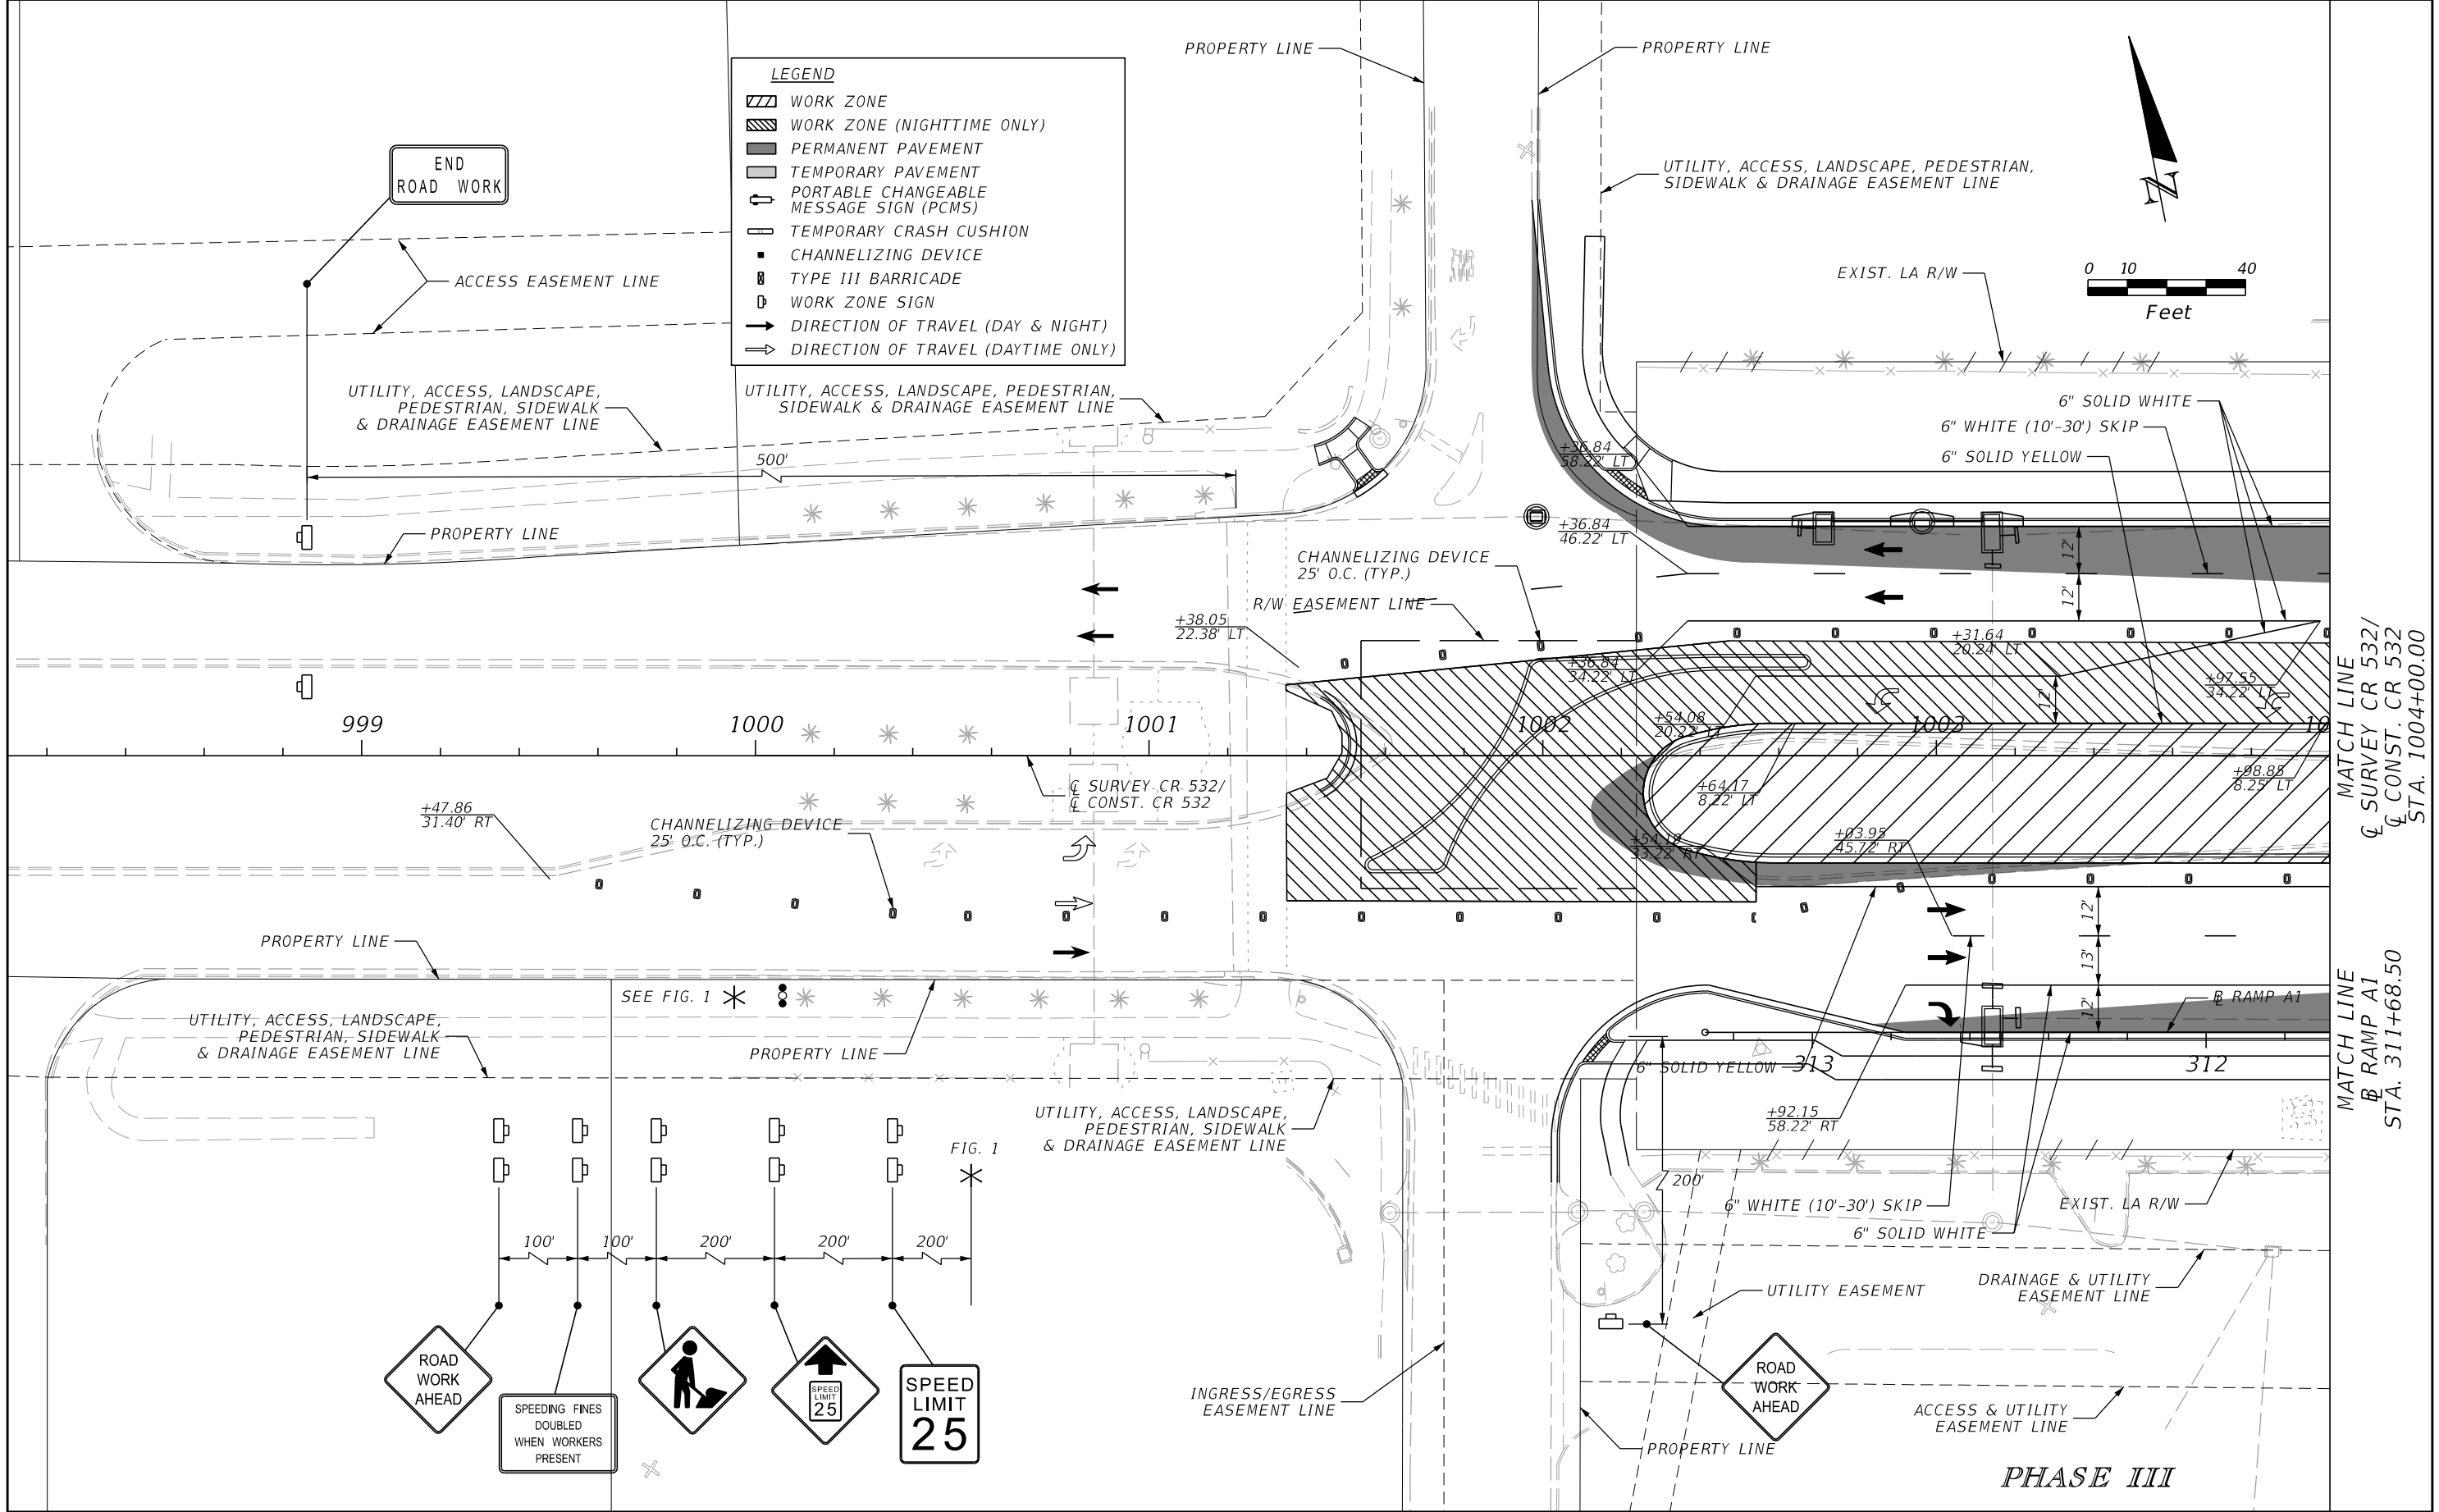 PROPERTY LINE
PROPERTY LINE
LEGEND
WORK ZONE
WORK ZONE (NIGHTTIME ONLY)
PERMANENT PAVEMENT
TEMPORARY PAVEMENT
PORTABLE CHANGEABLE
MESSAGE SIGN (PCMS)
TEMPORARY CRASH CUSHION
CHANNELIZING DEVICE
TYPE III BARRICADE
WORK ZONE SIGN
DIRECTION OF TRAVEL (DAY & NIGHT)
DIRECTION OF TRAVEL (DAYTIME ONLY)
END
ROAD WORK
ACCESS EASEMENT LINE
UTILITY, ACCESS, LANDSCAPE, PEDESTRIAN,
SIDEWALK & DRAINAGE EASEMENT LINE
N
EXIST. LA R/W
0 10 40
Feet
UTILITY, ACCESS, LANDSCAPE,
PEDESTRIAN, SIDEWALK
& DRAINAGE EASEMENT LINE
UTILITY, ACCESS, LANDSCAPE, PEDESTRIAN,
SIDEWALK & DRAINAGE EASEMENT LINE
6" SOLID WHITE
6" WHITE (10'-30') SKIP
6" SOLID YELLOW
500'
+36.84
58.22' LT
PROPERTY LINE
+36.84
46.22' LT
CHANNELIZING DEVICE
25' O.C. (TYP.)
R/W EASEMENT LINE
12'
12'
+38.05
22.38' LT
+36.84
34.22' LT
+31.64
20.24' LT
+97.55
34.22' LT
12'
999
1000
1001
1002
1003
10
+54.08
20.22' LT
+64.17
8.22' LT
+98.85
8.25' LT
MATCH LINE
℄ SURVEY CR 532/
℄ CONST. CR 532
STA. 1004+00.00
℄ SURVEY CR 532/
℄ CONST. CR 532
+47.86
31.40' RT
CHANNELIZING DEVICE
25' O.C. (TYP.)
+54.19
33.22' RT
+03.95
45.72' RT
12'
13'
12'
PROPERTY LINE
SEE FIG. 1
UTILITY, ACCESS, LANDSCAPE,
PEDESTRIAN, SIDEWALK
& DRAINAGE EASEMENT LINE
PROPERTY LINE
BL RAMP A1
MATCH LINE
BL RAMP A1
STA. 311+68.50
6" SOLID YELLOW
313
312
UTILITY, ACCESS, LANDSCAPE,
PEDESTRIAN, SIDEWALK
& DRAINAGE EASEMENT LINE
+92.15
58.22' RT
FIG. 1
200'
6" WHITE (10'-30') SKIP
EXIST. LA R/W
6" SOLID WHITE
100'
100'
200'
200'
200'
DRAINAGE & UTILITY
EASEMENT LINE
UTILITY EASEMENT
ROAD
WORK
AHEAD
SPEEDING FINES
DOUBLED
WHEN WORKERS
PRESENT
SPEED
LIMIT
25
SPEED
LIMIT
25
INGRESS/EGRESS
EASEMENT LINE
ROAD
WORK
AHEAD
ACCESS & UTILITY
EASEMENT LINE
PROPERTY LINE
PHASE III